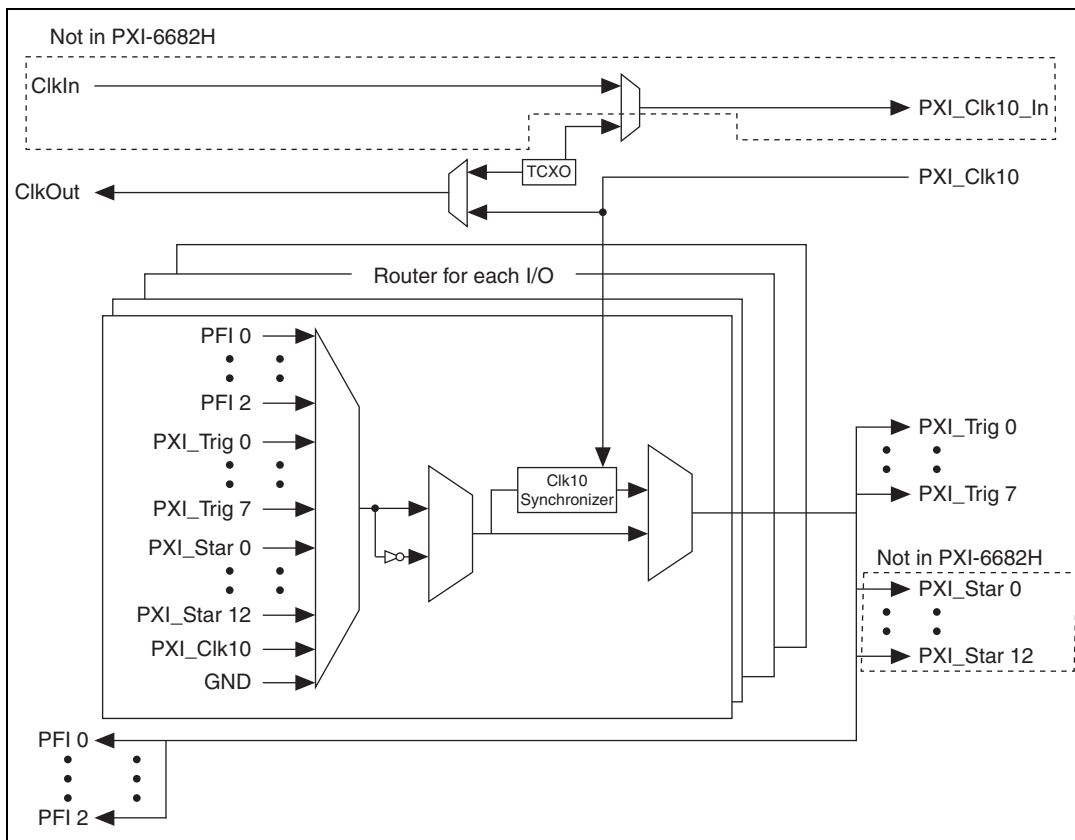 Not in PXI-6682H
ClkIn
PXI_Clk10_In
TCXO
ClkOut
PXI_Clk10
Router for each I/O
PFI 0
PFI 2
PXI_Trig 0
PXI_Trig 7
PXI_Star 0
PXI_Star 12
PXI_Clk10
GND
Clk10
Synchronizer
PXI_Trig 0
PXI_Trig 7
Not in PXI-6682H
PXI_Star 0
PXI_Star 12
PFI 0
PFI 2